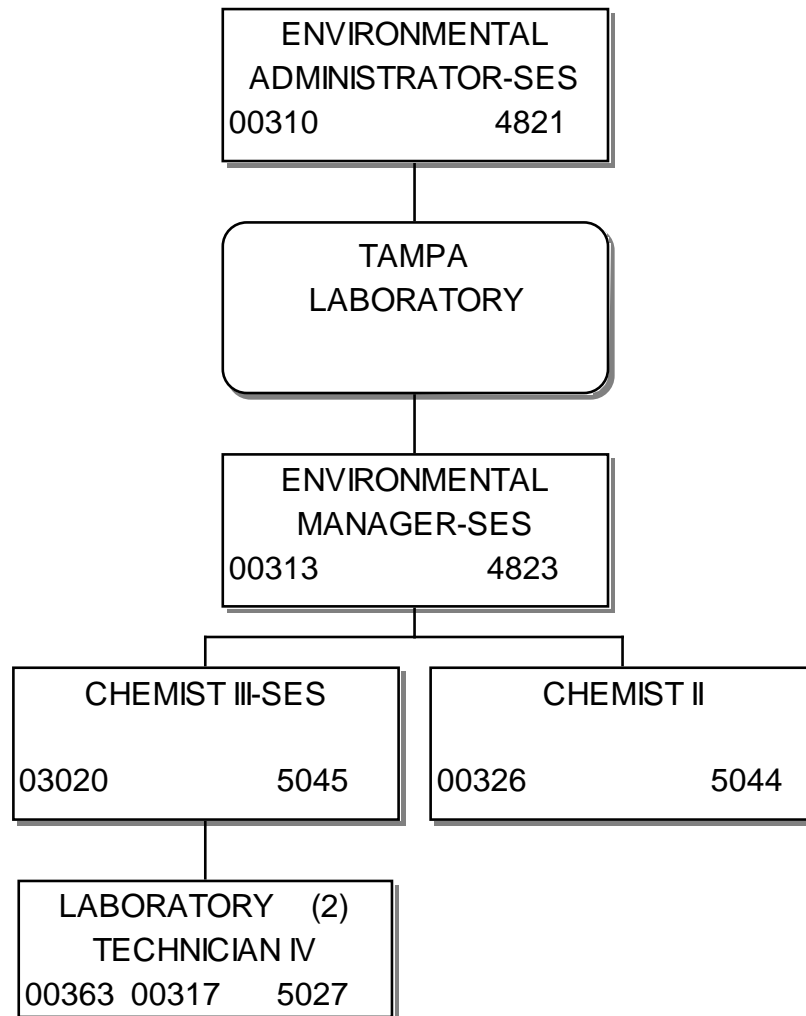 ENVIRONMENTAL
ADMINISTRATOR-SES
00310 4821
TAMPA
LABORATORY
ENVIRONMENTAL
MANAGER-SES
00313 4823
CHEMIST III-SES
03020 5045
CHEMIST II
00326 5044
LABORATORY (2)
TECHNICIAN IV
00363 00317 5027